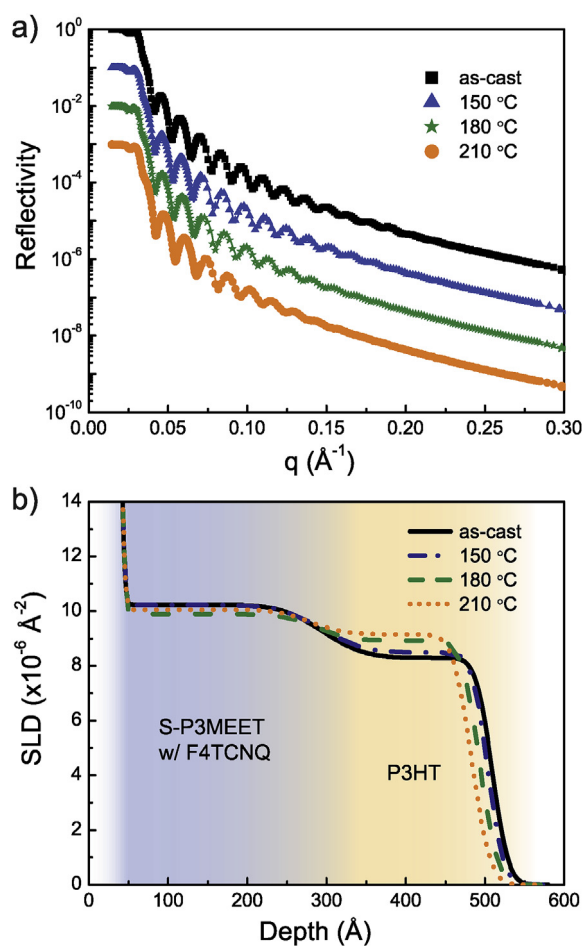 a)
10⁰
10⁻²
10⁻⁴
10⁻⁶
10⁻⁸
10⁻¹⁰
Reflectivity
as-cast
150 °C
180 °C
210 °C
0.00 0.05 0.10 0.15 0.20 0.25 0.30
q (Å⁻¹)
b)
14
12
10
8
6
4
2
0
SLD (x10⁻⁶ Å⁻²)
as-cast
150 °C
180 °C
210 °C
S-P3MEET
w/ F4TCNQ
P3HT
0 100 200 300 400 500 600
Depth (Å)